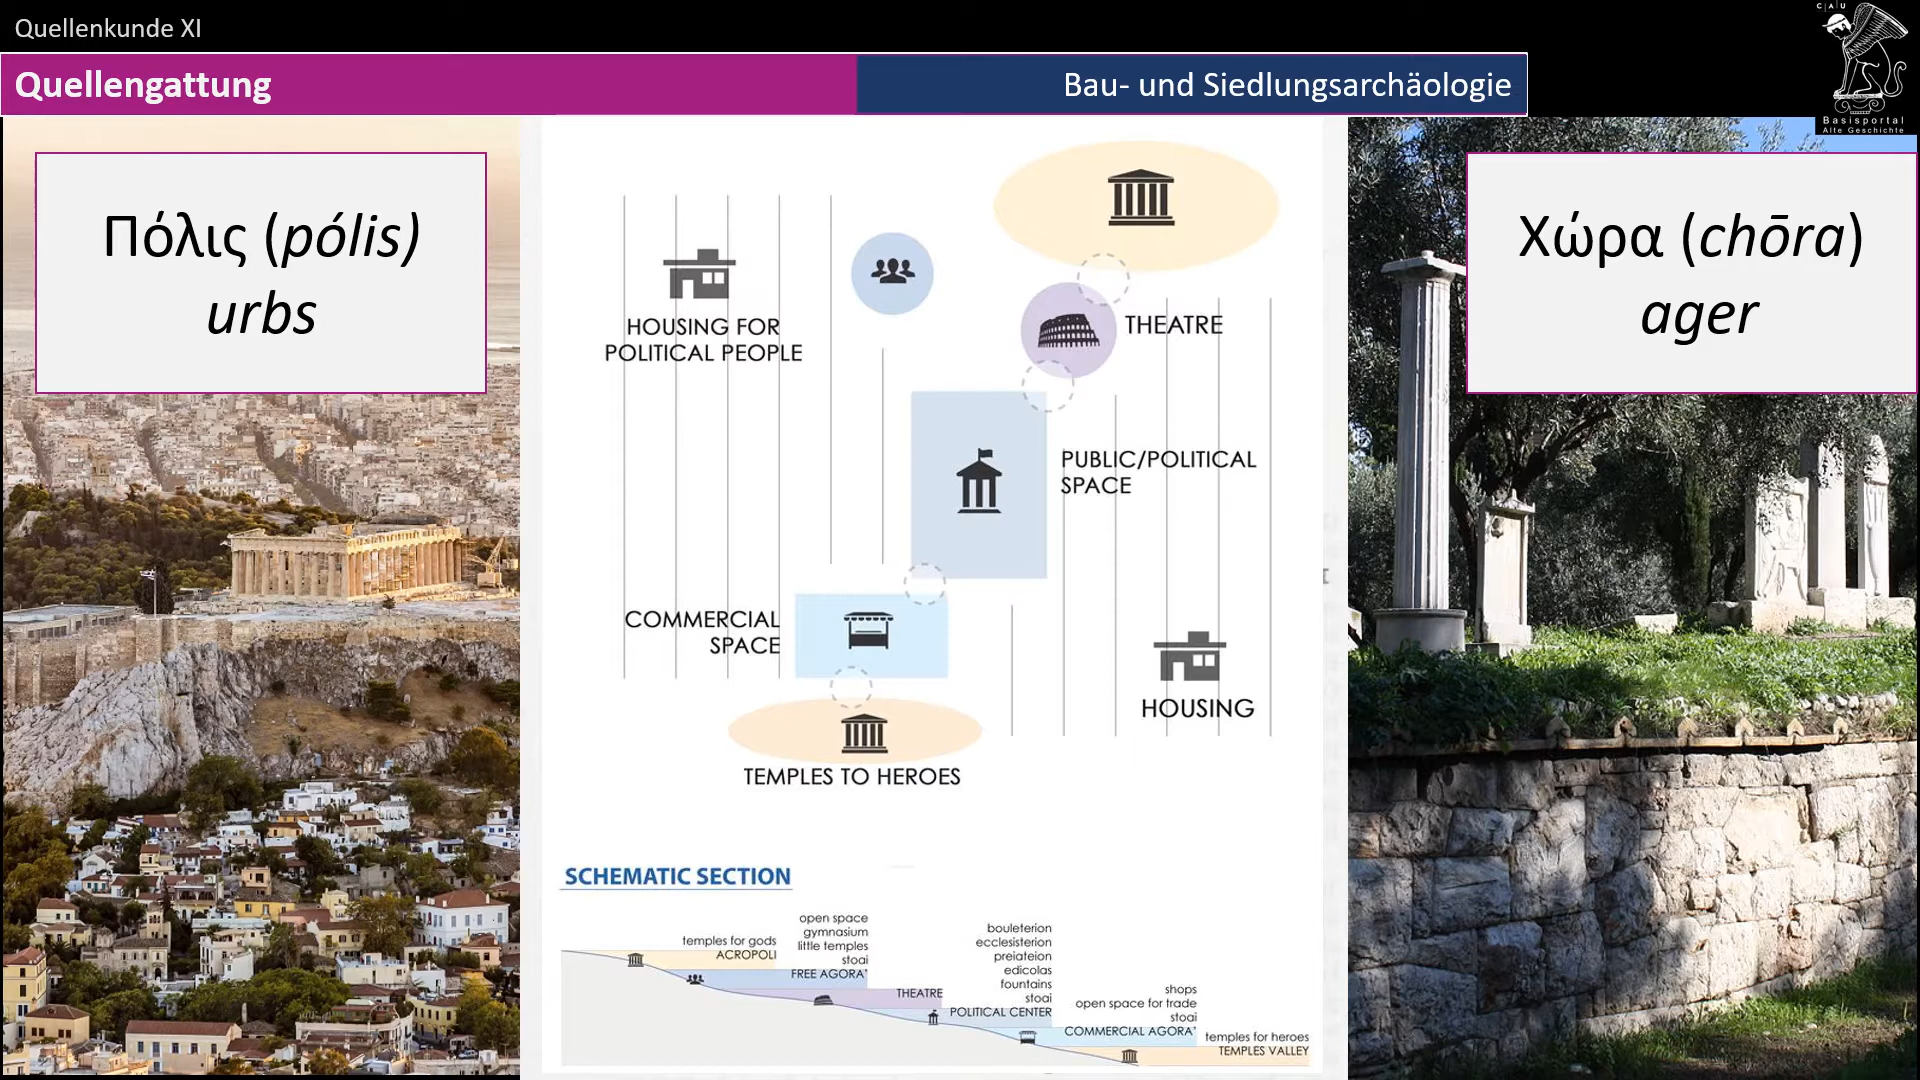 Quellenkunde XI
C|A|U
Basisportal
Alte Geschichte
Quellengattung
Bau- und Siedlungsarchäologie
Πόλις (pólis)
urbs
Χώρα (chōra)
ager
HOUSING FOR
POLITICAL PEOPLE
THEATRE
PUBLIC/POLITICAL
SPACE
COMMERCIAL
SPACE
HOUSING
TEMPLES TO HEROES
SCHEMATIC SECTION
temples for gods
ACROPOLI
open space
gymnasium
little temples
stoai
FREE AGORA'
THEATRE
bouleterion
ecclesisterion
preiateion
edicolas
fountains
stoai
POLITICAL CENTER
shops
open space for trade
stoai
COMMERCIAL AGORA'
temples for heroes
TEMPLES VALLEY